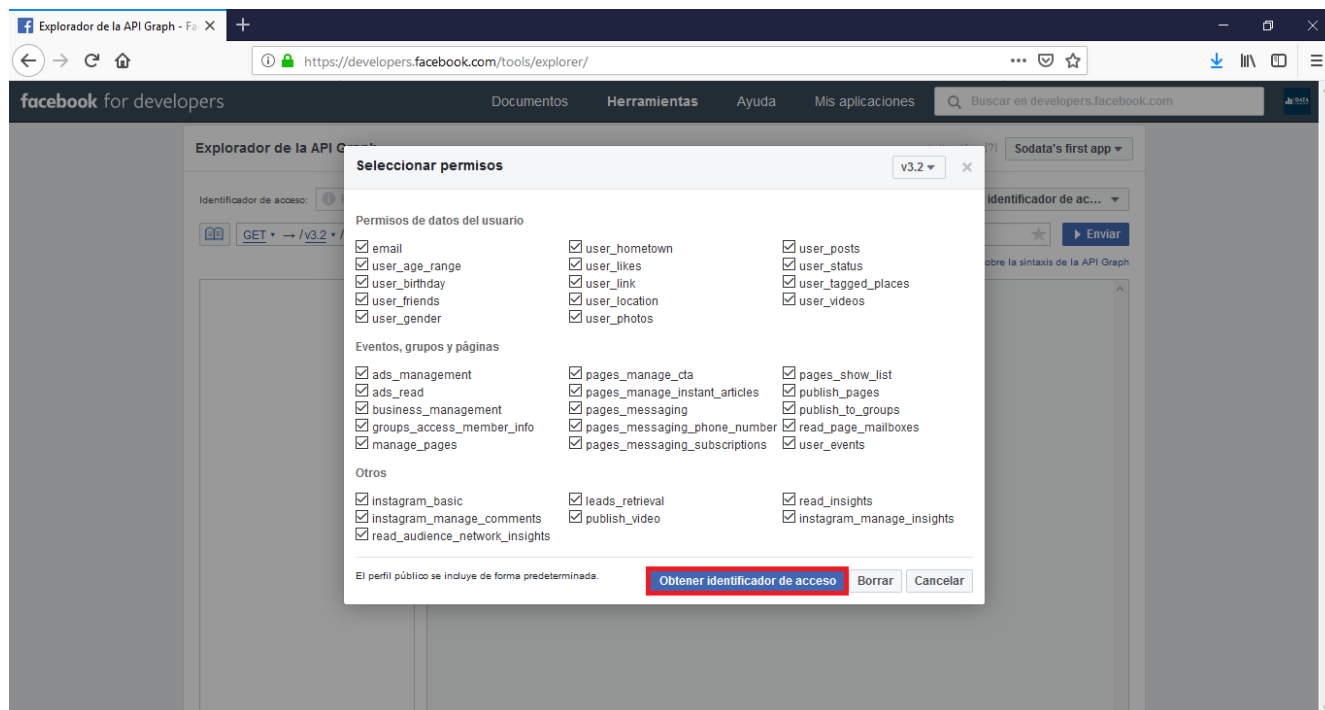 Explorador de la API Graph - Fa
https://developers.facebook.com/tools/explorer/
facebook for developers
Documentos Herramientas Ayuda Mis aplicaciones Buscar en developers.facebook.com
DATA
Explorador de la API G
[?] Sodata's first app
Seleccionar permisos v3.2
Identificador de acceso: identificador de ac...
GET → /v3.2 / Enviar
obre la sintaxis de la API Graph
Permisos de datos del usuario
email user_hometown user_posts
user_age_range user_likes user_status
user_birthday user_link user_tagged_places
user_friends user_location user_videos
user_gender user_photos
Eventos, grupos y páginas
ads_management pages_manage_cta pages_show_list
ads_read pages_manage_instant_articles publish_pages
business_management pages_messaging publish_to_groups
groups_access_member_info pages_messaging_phone_number read_page_mailboxes
manage_pages pages_messaging_subscriptions user_events
Otros
instagram_basic leads_retrieval read_insights
instagram_manage_comments publish_video instagram_manage_insights
read_audience_network_insights
El perfil público se incluye de forma predeterminada. Obtener identificador de acceso Borrar Cancelar